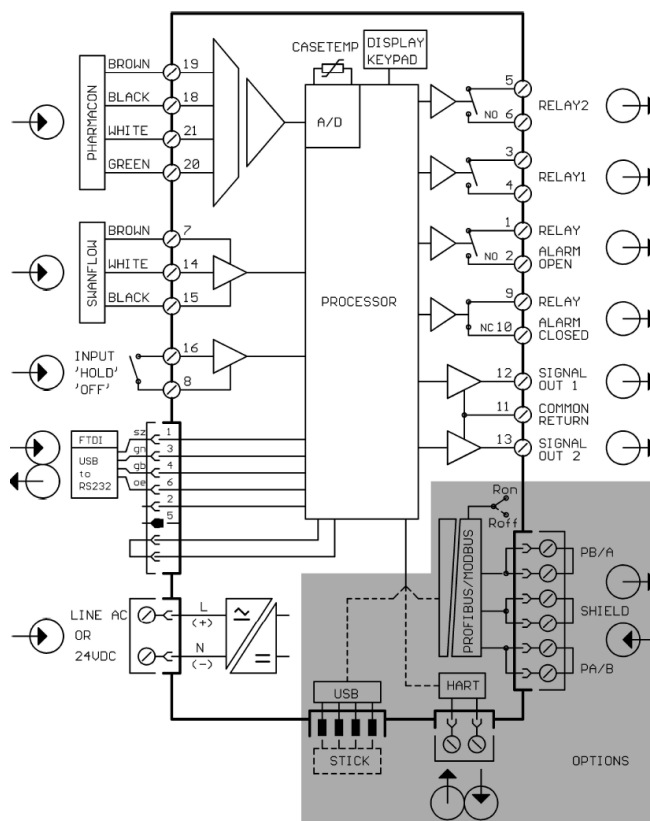 CASETEMP
DISPLAY
KEYPAD
PHARMACON
BROWN 19
BLACK 18
WHITE 21
GREEN 20
A/D
5
NO 6
RELAY2
3
4
RELAY1
SWANFLOW
BROWN 7
WHITE 14
BLACK 15
1
NO 2
RELAY
ALARM
OPEN
PROCESSOR
9
NC 10
RELAY
ALARM
CLOSED
INPUT
'HOLD'
'OFF'
16
8
12
SIGNAL
OUT 1
11
COMMON
RETURN
13
SIGNAL
OUT 2
FTDI
USB
to
RS232
sz 1
gn 3
gb 4
oe 6
2
5
Ron
Roff
PROFIBUS/MODBUS
PB/A
SHIELD
PA/B
LINE AC
OR
24VDC
L
(+)
N
(-)
USB
STICK
HART
OPTIONS